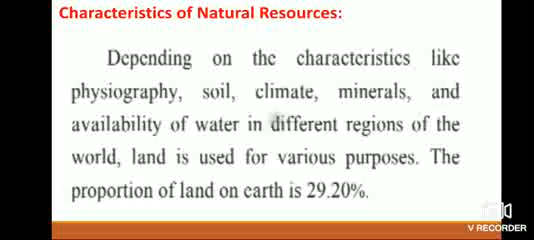 Characteristics of Natural Resources:
Depending on the characteristics like
physiography, soil, climate, minerals, and
availability of water in different regions of the
world, land is used for various purposes. The
proportion of land on earth is 29.20%.
V RECORDER